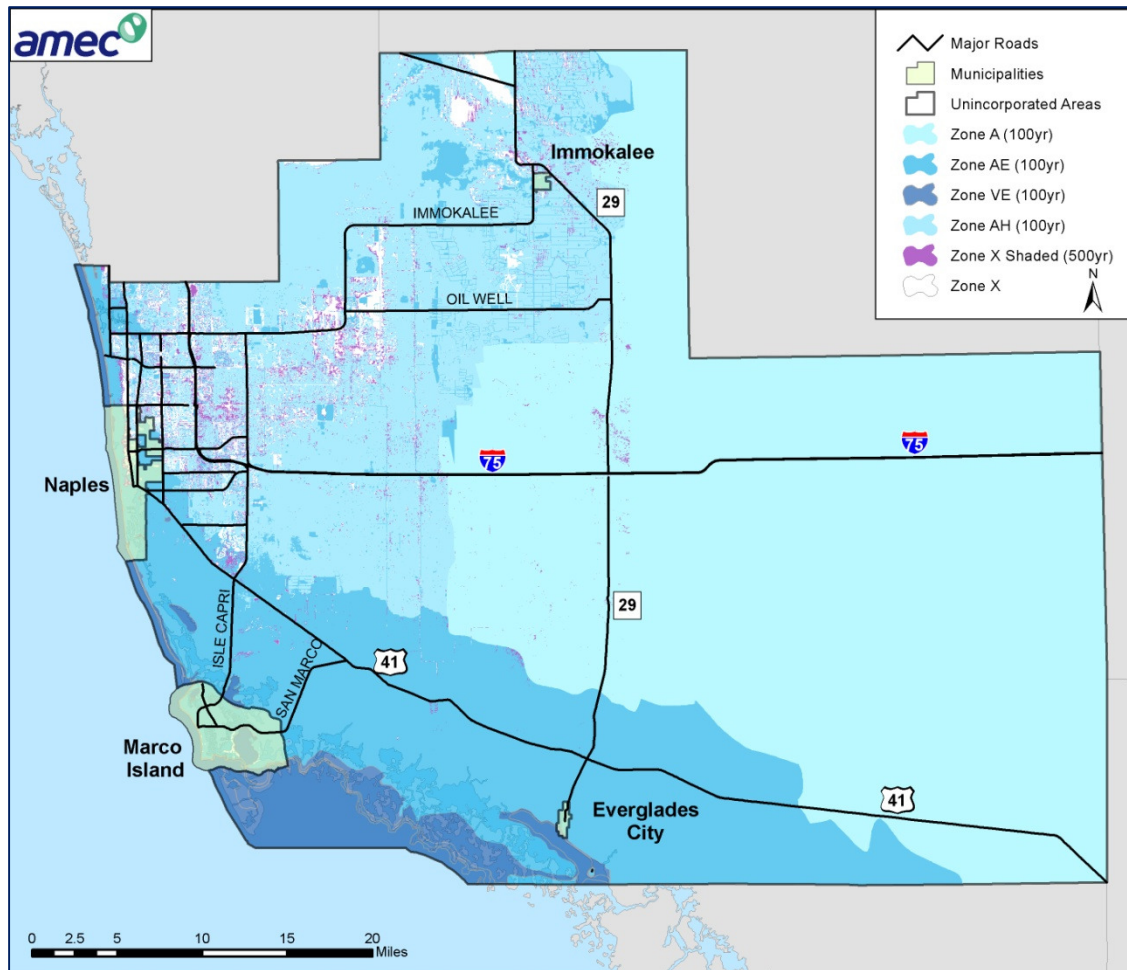 amec
Major Roads
Municipalities
Unincorporated Areas
Zone A (100yr)
Zone AE (100yr)
Zone VE (100yr)
Zone AH (100yr)
Zone X Shaded (500yr)
Zone X
N
Immokalee
29
IMMOKALEE
OIL WELL
75
75
Naples
29
ISLE CAPRI
SAN MARCO
41
Marco
Island
Everglades
City
41
0 2.5 5 10 15 20
Miles